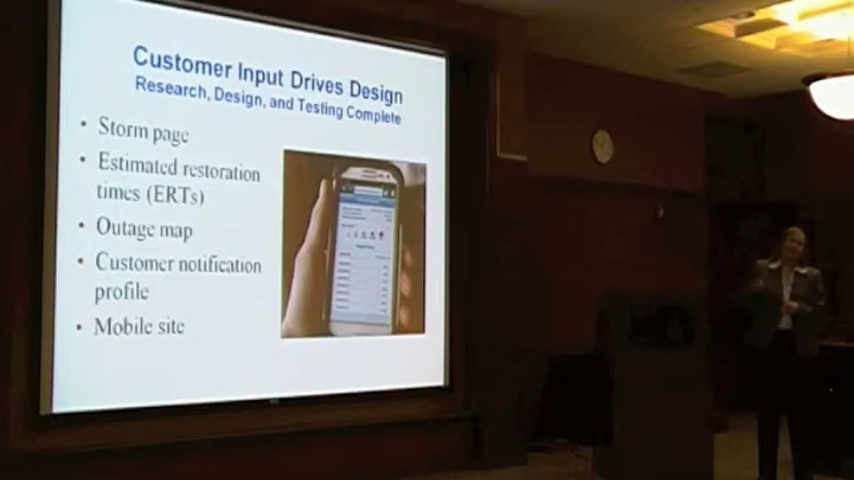 Customer Input Drives Design
Research, Design, and Testing Complete
• Storm page
• Estimated restoration
times (ERTs)
• Outage map
• Customer notification
profile
• Mobile site